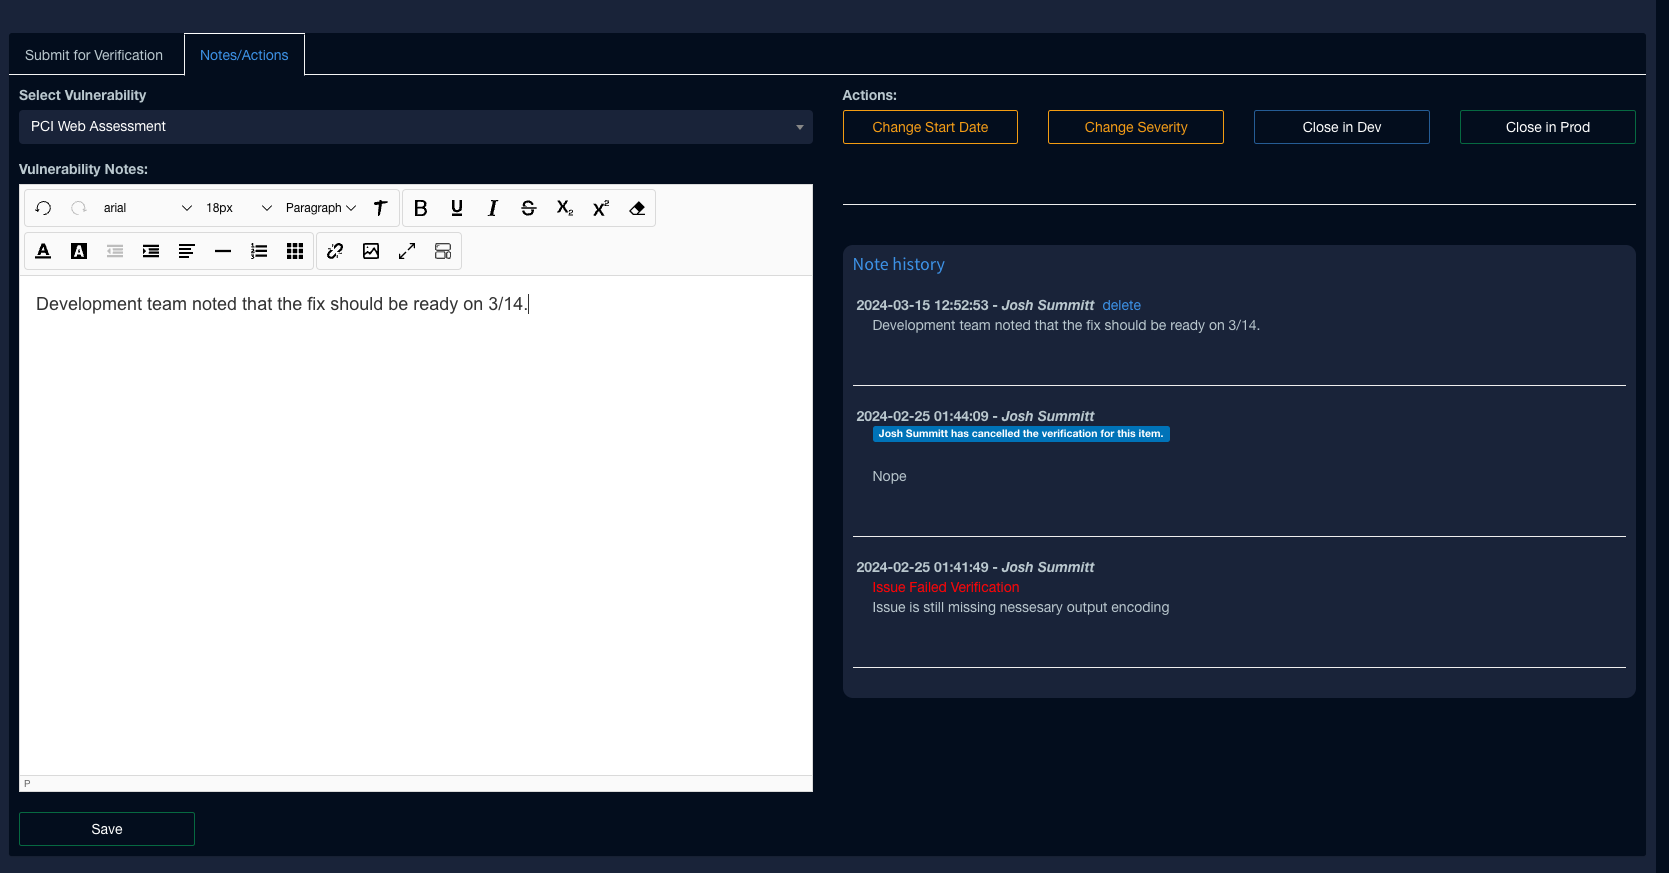 Submit for Verification
Notes/Actions
Select Vulnerability
PCI Web Assessment
Vulnerability Notes:
arial
18px
Paragraph
B U I S X₂ X²
A A
Development team noted that the fix should be ready on 3/14.
P
Save
Actions:
Change Start Date
Change Severity
Close in Dev
Close in Prod
Note history
2024-03-15 12:52:53 - Josh Summitt delete
Development team noted that the fix should be ready on 3/14.
2024-02-25 01:44:09 - Josh Summitt
Josh Summitt has cancelled the verification for this item.
Nope
2024-02-25 01:41:49 - Josh Summitt
Issue Failed Verification
Issue is still missing nessesary output encoding